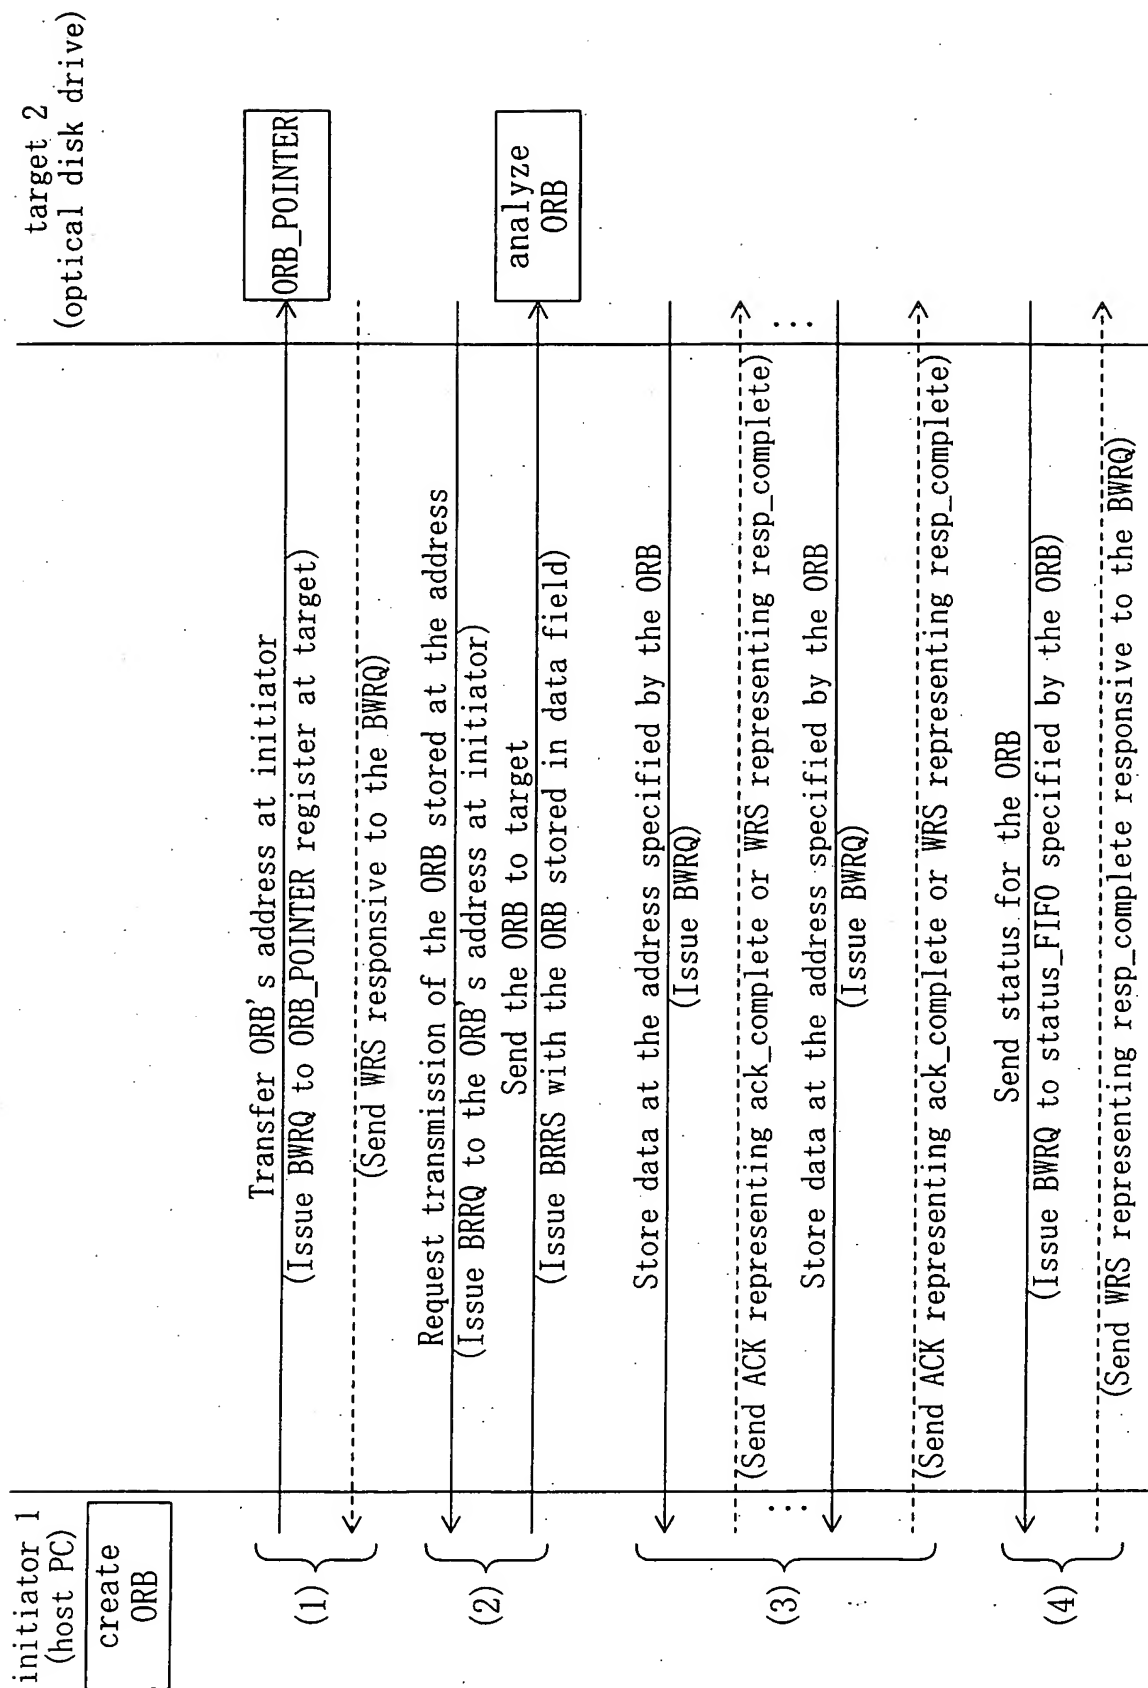 initiator 1
(host PC)
create
ORB
target 2
(optical disk drive)
(1)
Transfer ORB's address at initiator
(Issue BWRQ to ORB_POINTER register at target)
ORB_POINTER
(Send WRS responsive to the BWRQ)
(2)
Request transmission of the ORB stored at the address
(Issue BRRQ to the ORB's address at initiator)
Send the ORB to target
(Issue BRRS with the ORB stored in data field)
analyze
ORB
(3)
Store data at the address specified by the ORB
(Issue BWRQ)
(Send ACK representing ack_complete or WRS representing resp_complete)
...
...
Store data at the address specified by the ORB
(Issue BWRQ)
(Send ACK representing ack_complete or WRS representing resp_complete)
(4)
Send status for the ORB
(Issue BWRQ to status_FIFO specified by the ORB)
(Send WRS representing resp_complete responsive to the BWRQ)